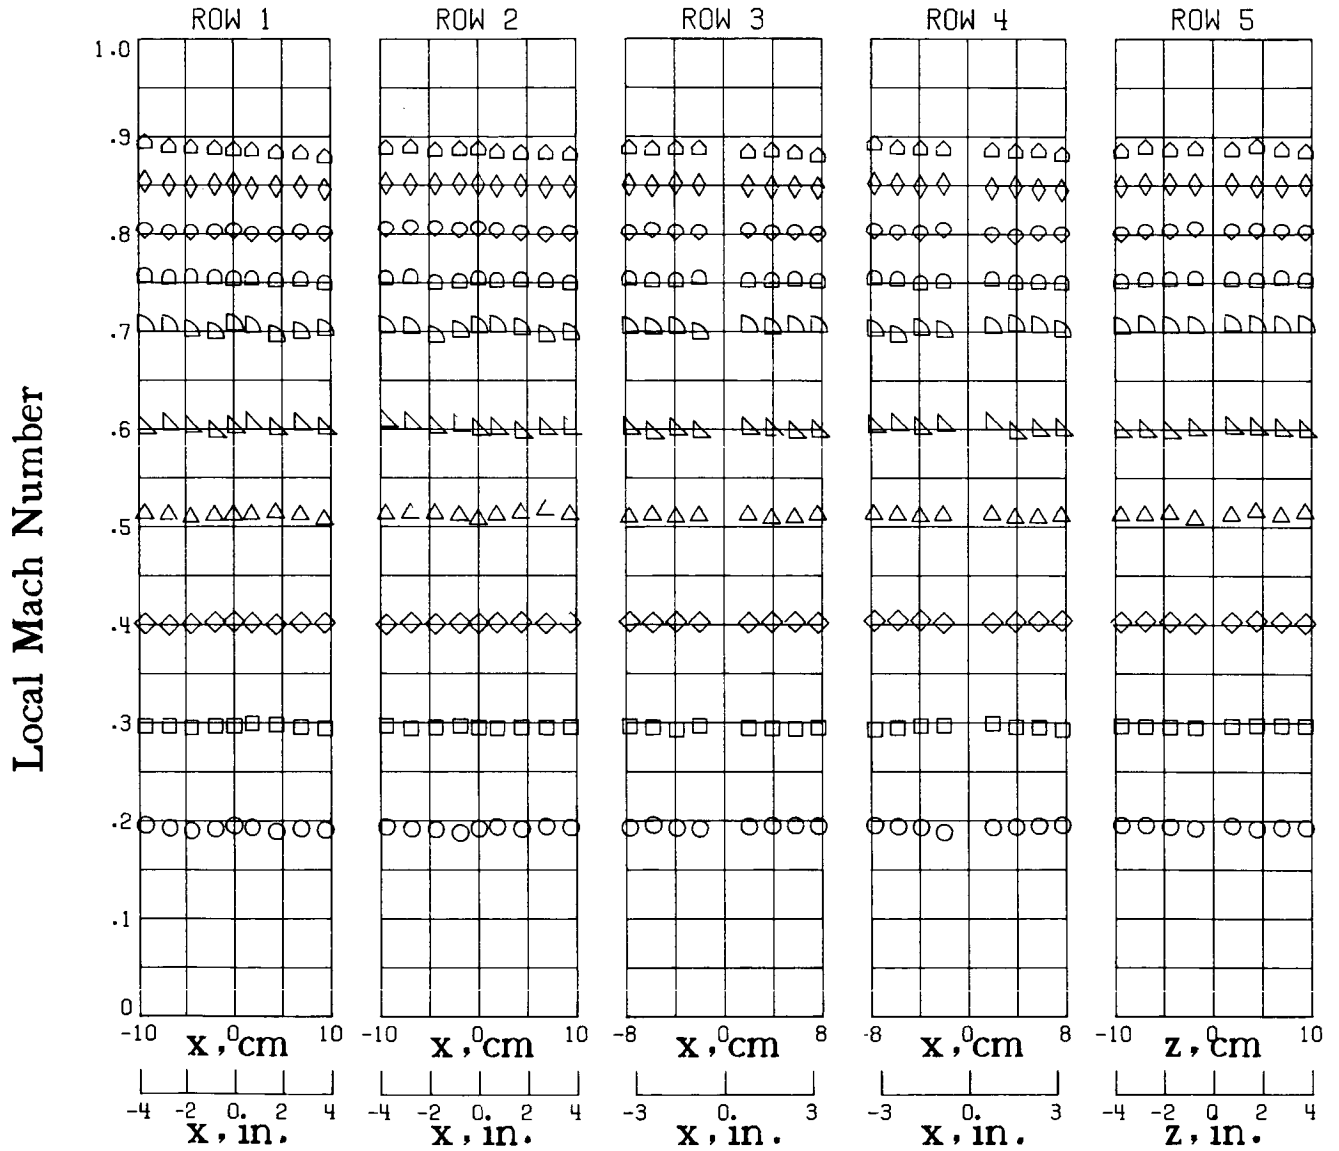 ROW 1 ROW 2 ROW 3 ROW 4 ROW 5
Local Mach Number
1.0
.9
.8
.7
.6
.5
.4
.3
.2
.1
0
-10 0 10 -10 0 10 -8 0 8 -8 0 8 -10 0 10
x, cm x, cm x, cm x, cm z, cm
-4 -2 0. 2 4 -4 -2 0. 2 4 -3 0. 3 -3 0. 3 -4 -2 0 2 4
x, in. x, in. x, in. x, in. z, in.